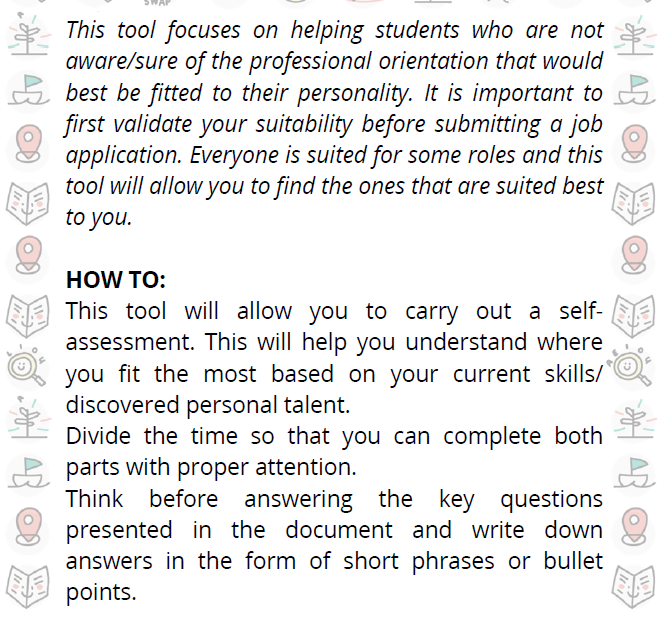 SWAP
This tool focuses on helping students who are not
aware/sure of the professional orientation that would
best be fitted to their personality. It is important to
first validate your suitability before submitting a job
application. Everyone is suited for some roles and this
tool will allow you to find the ones that are suited best
to you.
HOW TO:
This tool will allow you to carry out a self-
assessment. This will help you understand where
you fit the most based on your current skills/
discovered personal talent.
Divide the time so that you can complete both
parts with proper attention.
Think before answering the key questions
presented in the document and write down
answers in the form of short phrases or bullet
points.